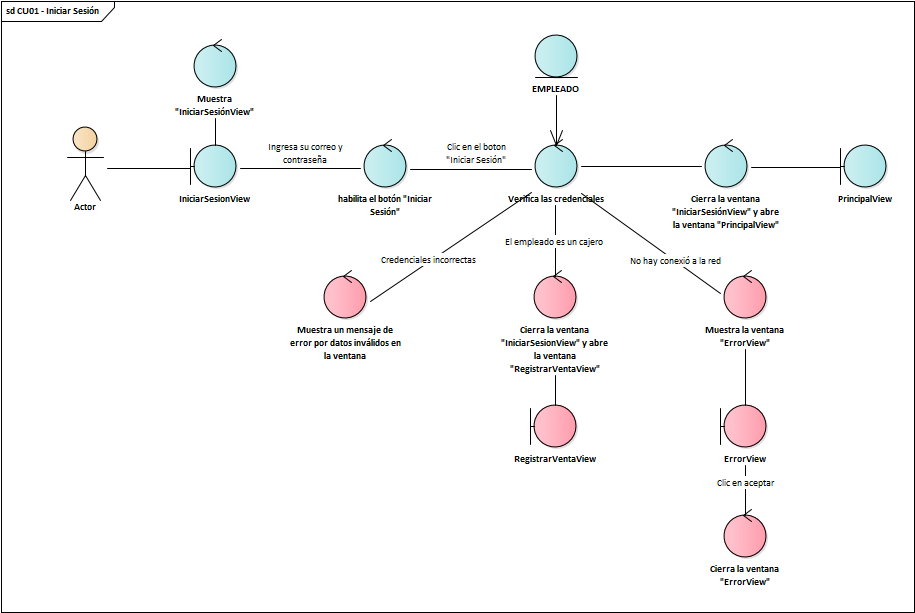 sd CU01 - Iniciar Sesión
Muestra
"IniciarSesiónView"
EMPLEADO
Actor
IniciarSesionView
Ingresa su correo y
contraseña
habilita el botón "Iniciar
Sesión"
Clic en el boton
"Iniciar Sesión"
Verifica las credenciales
Cierra la ventana
"IniciarSesiónView" y abre
la ventana "PrincipalView"
PrincipalView
Credenciales incorrectas
El empleado es un cajero
No hay conexió a la red
Muestra un mensaje de
error por datos inválidos en
la ventana
Cierra la ventana
"IniciarSesionView" y abre
la ventana
"RegistrarVentaView"
Muestra la ventana
"ErrorView"
RegistrarVentaView
ErrorView
Clic en aceptar
Cierra la ventana
"ErrorView"